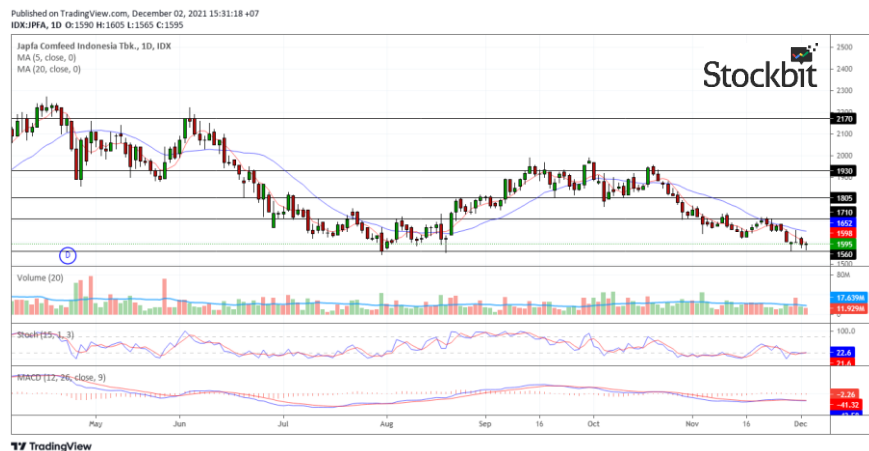 Published on TradingView.com, December 02, 2021 15:31:18 +07
IDX:JPFA, 1D O:1590 H:1605 L:1565 C:1595
Japfa Comfeed Indonesia Tbk., 1D, IDX
MA (5, close, 0)
MA (20, close, 0)
Stockbit
2500
2400
2300
2200
2170
2100
2000
1930
1805
1710
1652
1598
1595
1560
D
Volume (20)
80M
17.639M
11.929M
Stoch (15, 1, 3)
100.0
22.6
21.6
MACD (12, 26, close, 9)
-2.26
-41.32
May Jun Jul Aug Sep 16 Oct Nov 16 Dec
TradingView